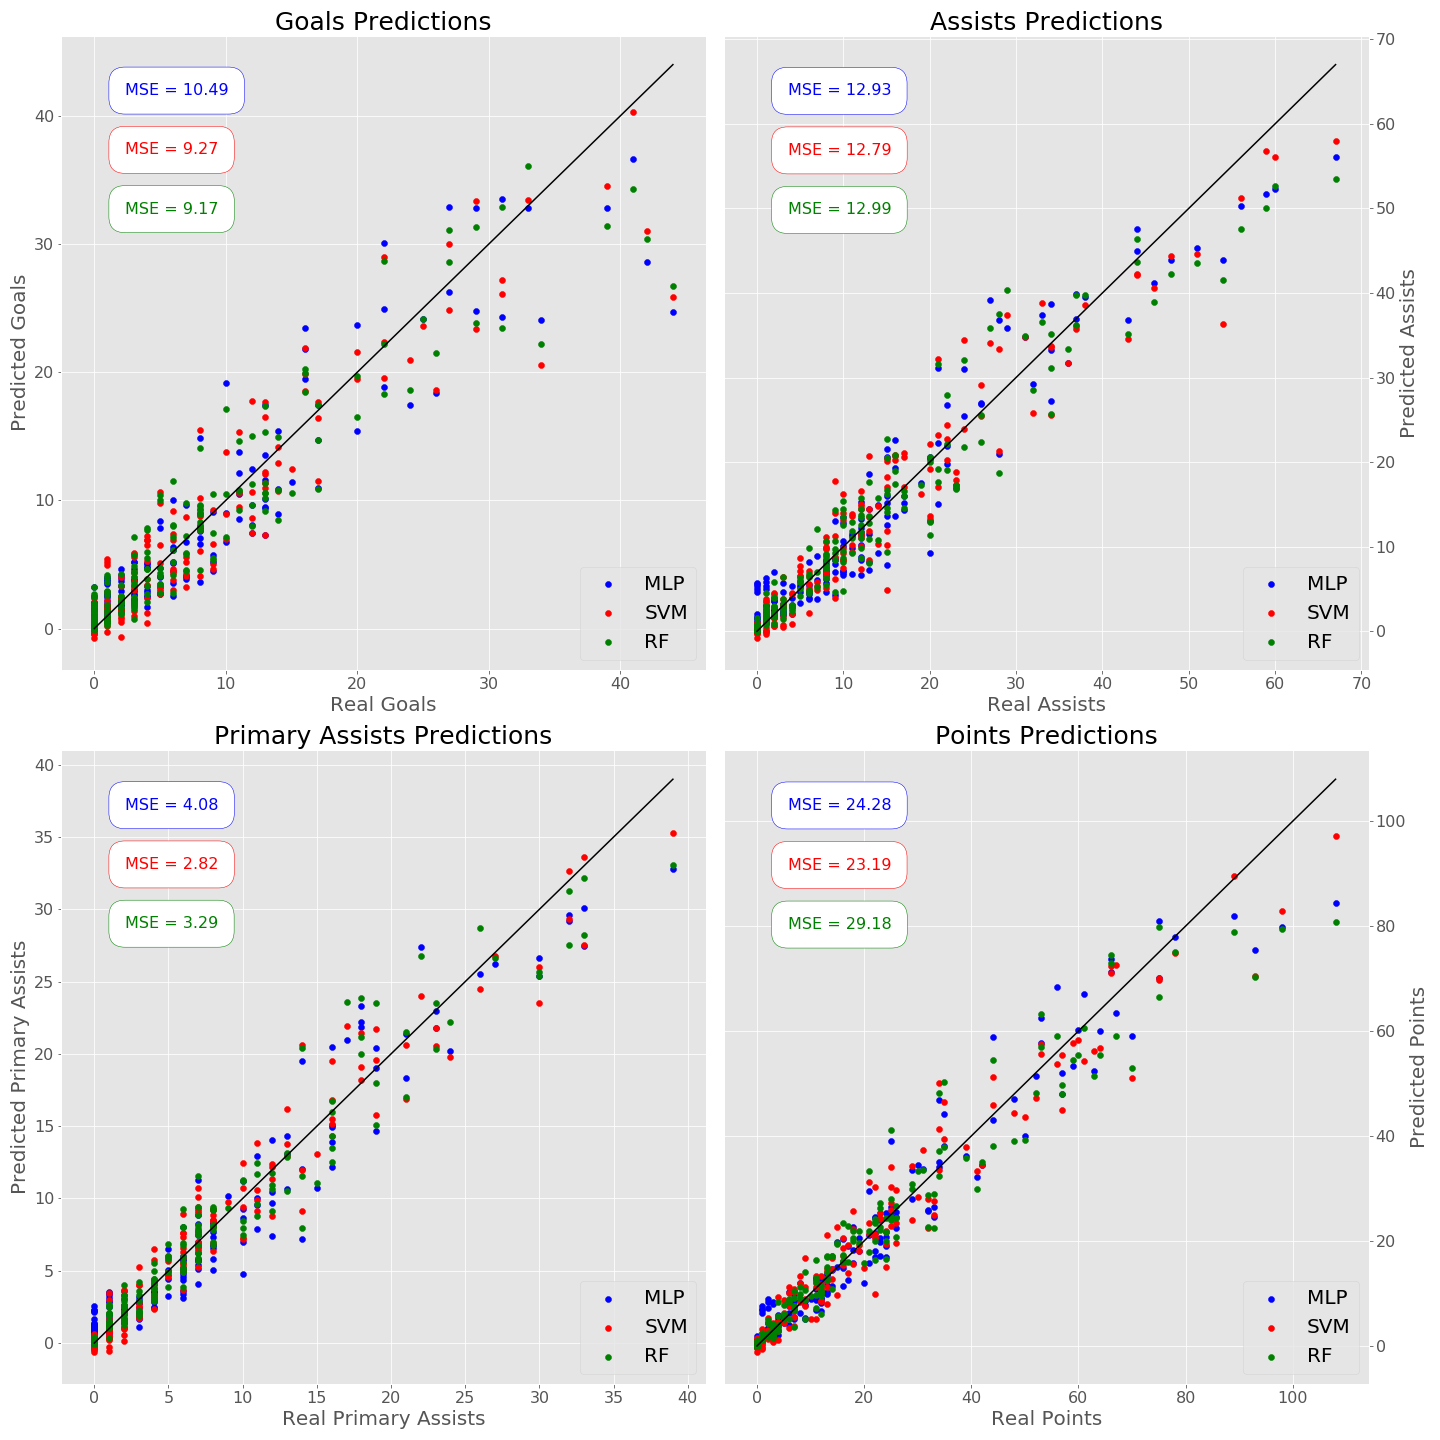 Goals Predictions
MSE = 10.49
MSE = 9.27
MSE = 9.17
40
30
20
10
0
Predicted Goals
MLP
SVM
RF
0 10 20 30 40
Real Goals
Assists Predictions
MSE = 12.93
MSE = 12.79
MSE = 12.99
70
60
50
40
30
20
10
0
Predicted Assists
MLP
SVM
RF
0 10 20 30 40 50 60 70
Real Assists
Primary Assists Predictions
MSE = 4.08
MSE = 2.82
MSE = 3.29
40
35
30
25
20
15
10
5
0
Predicted Primary Assists
MLP
SVM
RF
0 5 10 15 20 25 30 35 40
Real Primary Assists
Points Predictions
MSE = 24.28
MSE = 23.19
MSE = 29.18
100
80
60
40
20
0
Predicted Points
MLP
SVM
RF
0 20 40 60 80 100
Real Points